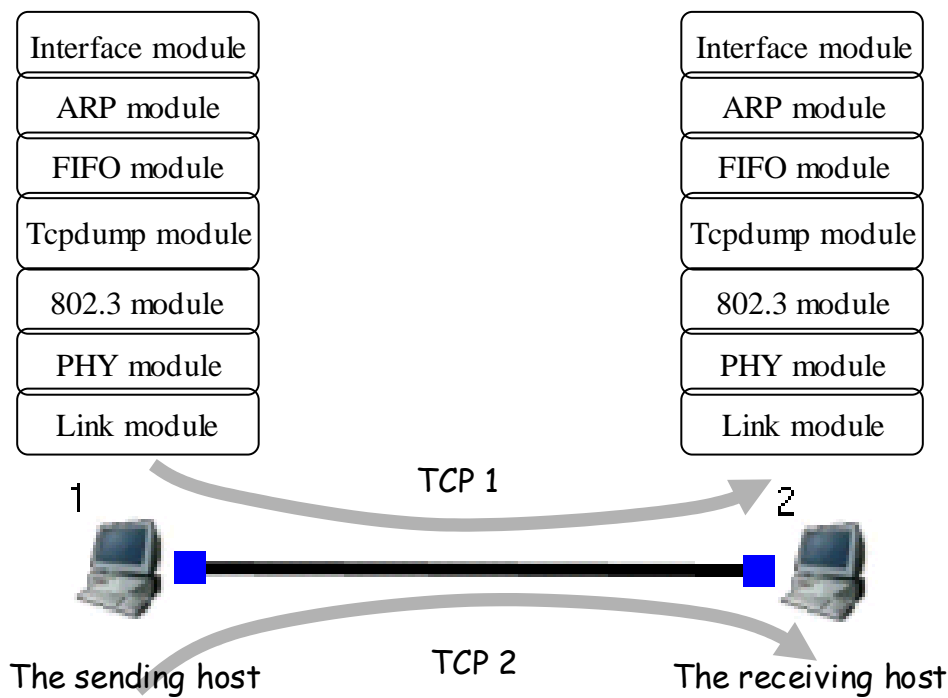 Interface module
ARP module
FIFO module
Tcpdump module
802.3 module
PHY module
Link module
Interface module
ARP module
FIFO module
Tcpdump module
802.3 module
PHY module
Link module
TCP 1
1
2
TCP 2
The sending host
The receiving host